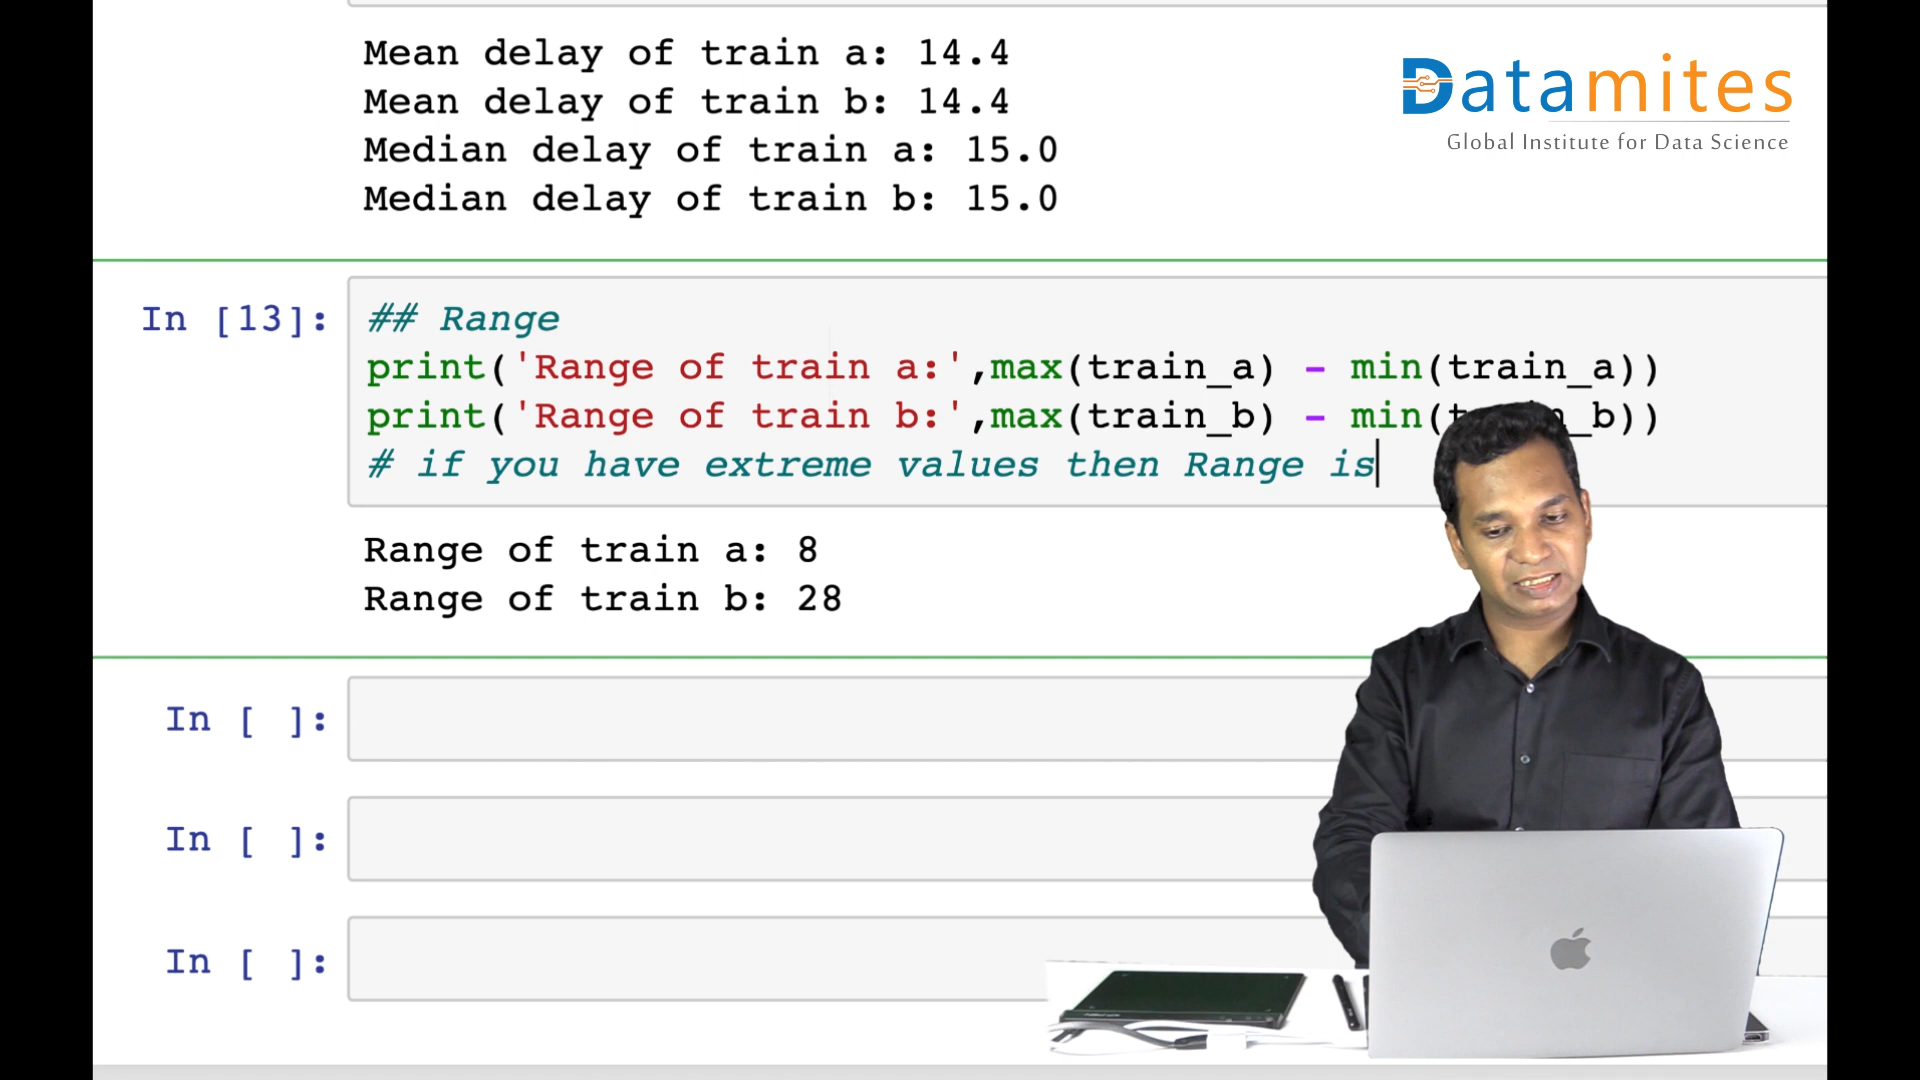 Mean delay of train a: 14.4
Mean delay of train b: 14.4
Median delay of train a: 15.0
Median delay of train b: 15.0
Datamites
Global Institute for Data Science
In [13]:
## Range
print('Range of train a:',max(train_a) - min(train_a))
print('Range of train b:',max(train_b) - min( _b))
# if you have extreme values then Range is
Range of train a: 8
Range of train b: 28
In [ ]:
In [ ]:
In [ ]: